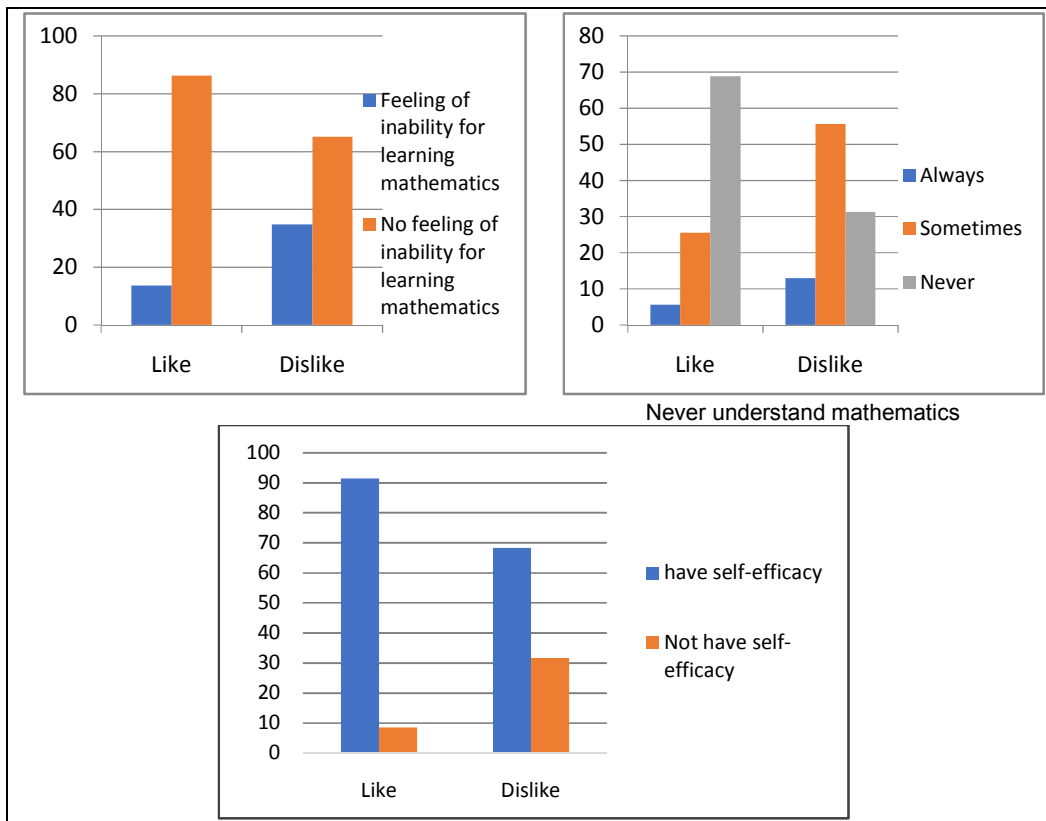 100
80
60
40
20
0
Like
Dislike
Feeling of
inability for
learning
mathematics
No feeling of
inability for
learning
mathematics
80
70
60
50
40
30
20
10
0
Like
Dislike
Always
Sometimes
Never
Never understand mathematics
100
90
80
70
60
50
40
30
20
10
0
Like
Dislike
have self-efficacy
Not have self-
efficacy